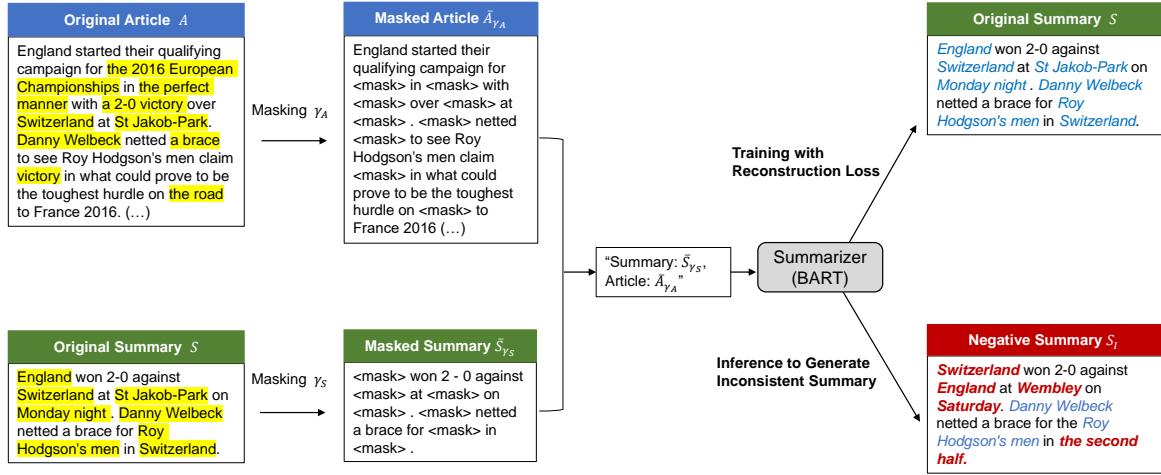 Original Article A
England started their qualifying
campaign for the 2016 European
Championships in the perfect
manner with a 2-0 victory over
Switzerland at St Jakob-Park.
Danny Welbeck netted a brace
to see Roy Hodgson's men claim
victory in what could prove to be
the toughest hurdle on the road
to France 2016. (…)
Masking γ_A
Masked Article Ā_γ_A
England started their
qualifying campaign for
<mask> in <mask> with
<mask> over <mask> at
<mask> . <mask> netted
<mask> to see Roy
Hodgson's men claim
<mask> in what could
prove to be the toughest
hurdle on <mask> to
France 2016 (…)
Original Summary S
England won 2-0 against
Switzerland at St Jakob-Park on
Monday night . Danny Welbeck
netted a brace for Roy
Hodgson's men in Switzerland.
Masking γ_S
Masked Summary S̄_γ_S
<mask> won 2 - 0 against
<mask> at <mask> on
<mask> . <mask> netted
a brace for <mask> in
<mask> .
“Summary: S̄_γ_S,
Article: Ā_γ_A”
Summarizer
(BART)
Training with
Reconstruction Loss
Original Summary S
England won 2-0 against
Switzerland at St Jakob-Park on
Monday night . Danny Welbeck
netted a brace for Roy
Hodgson's men in Switzerland.
Inference to Generate
Inconsistent Summary
Negative Summary S_I
Switzerland won 2-0 against
England at Wembley on
Saturday. Danny Welbeck
netted a brace for the Roy
Hodgson's men in the second
half.